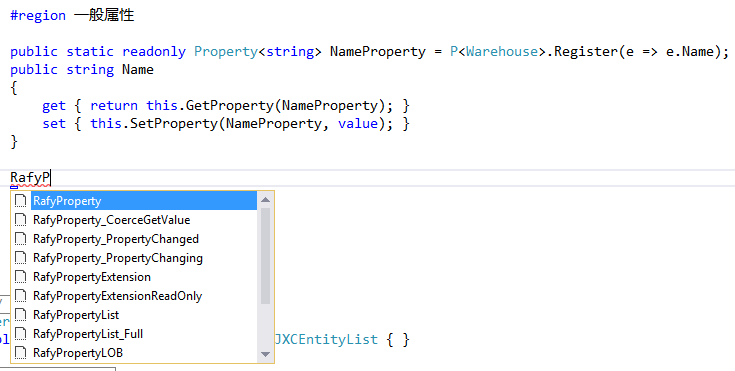 #region 一般属性
public static readonly Property<string> NameProperty = P<Warehouse>.Register(e => e.Name);
public string Name
{
get { return this.GetProperty(NameProperty); }
set { this.SetProperty(NameProperty, value); }
}
RafyP
RafyProperty
RafyProperty_CoerceGetValue
RafyProperty_PropertyChanged
RafyProperty_PropertyChanging
RafyPropertyExtension
RafyPropertyExtensionReadOnly
RafyPropertyList
RafyPropertyList_Full
JXCEntityList { }
RafyPropertyLOB